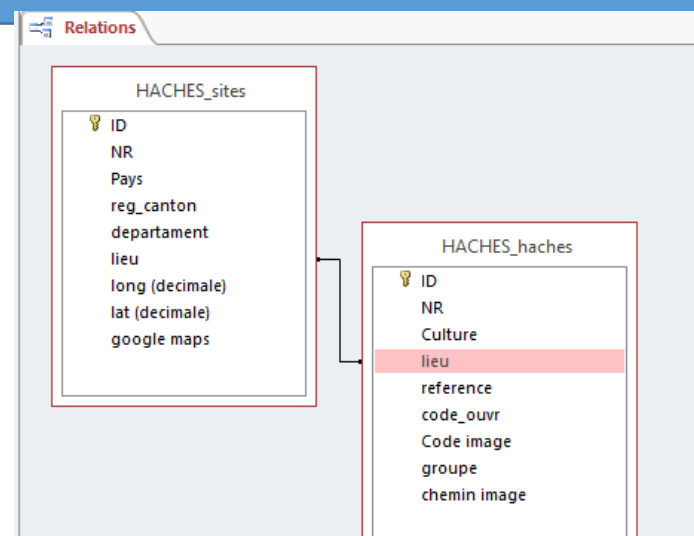 Relations
HACHES_sites
ID
NR
Pays
reg_canton
departament
lieu
long (decimale)
lat (decimale)
google maps
HACHES_haches
ID
NR
Culture
lieu
reference
code_ouvr
Code image
groupe
chemin image